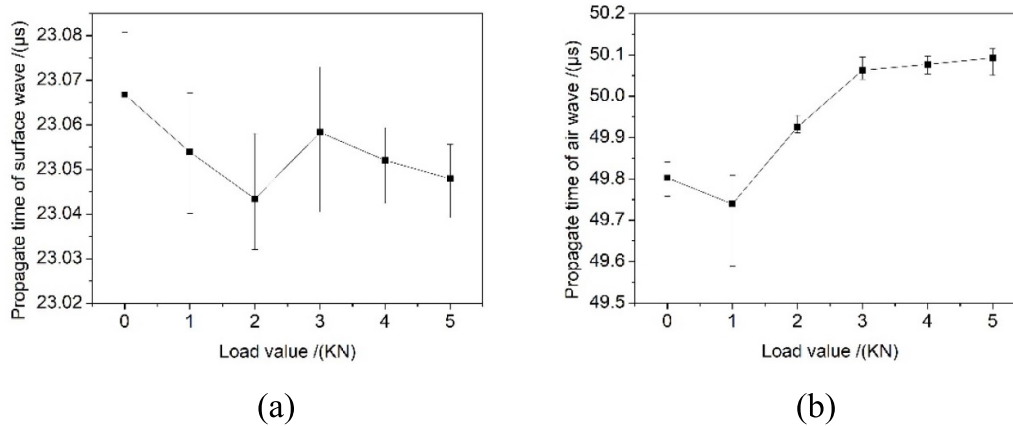 Propagate time of surface wave /(μs)
23.08
23.07
23.06
23.05
23.04
23.03
23.02
0 1 2 3 4 5
Load value /(KN)
(a)
Propagate time of air wave /(μs)
50.2
50.1
50.0
49.9
49.8
49.7
49.6
49.5
0 1 2 3 4 5
Load value /(KN)
(b)